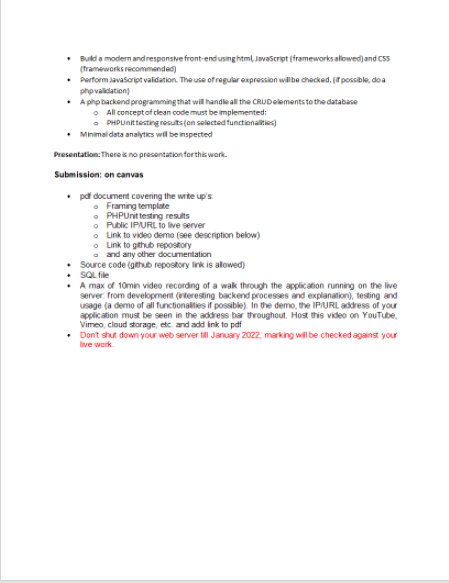 • Build a modern and responsive front-end using html, JavaScript (frameworks allowed) and CSS
(frameworks recommended)
• Perform JavaScript validation. The use of regular expression will be checked. (if possible, do a
php validation)
• A php backend programming that will handle all the CRUD elements to the database
o All concept of clean code must be implemented:
o PHPUnit testing results (on selected functionalities)
• Minimal data analytics will be inspected
Presentation: There is no presentation for this work.
Submission: on canvas
• pdf document covering the write up's:
o Framing template
o PHPUnit testing results
o Public IP/URL to live server
o Link to video demo (see description below)
o Link to github repository
o and any other documentation
• Source code (github repository link is allowed)
• SQL file
• A max of 10min video recording of a walk through the application running on the live
server: from development (interesting backend processes and explanation), testing and
usage (a demo of all functionalities if possible). In the demo, the IP/URL address of your
application must be seen in the address bar throughout. Host this video on YouTube,
Vimeo, cloud storage, etc. and add link to pdf
• Don't shut down your web server till January 2022, marking will be checked against your
live work.